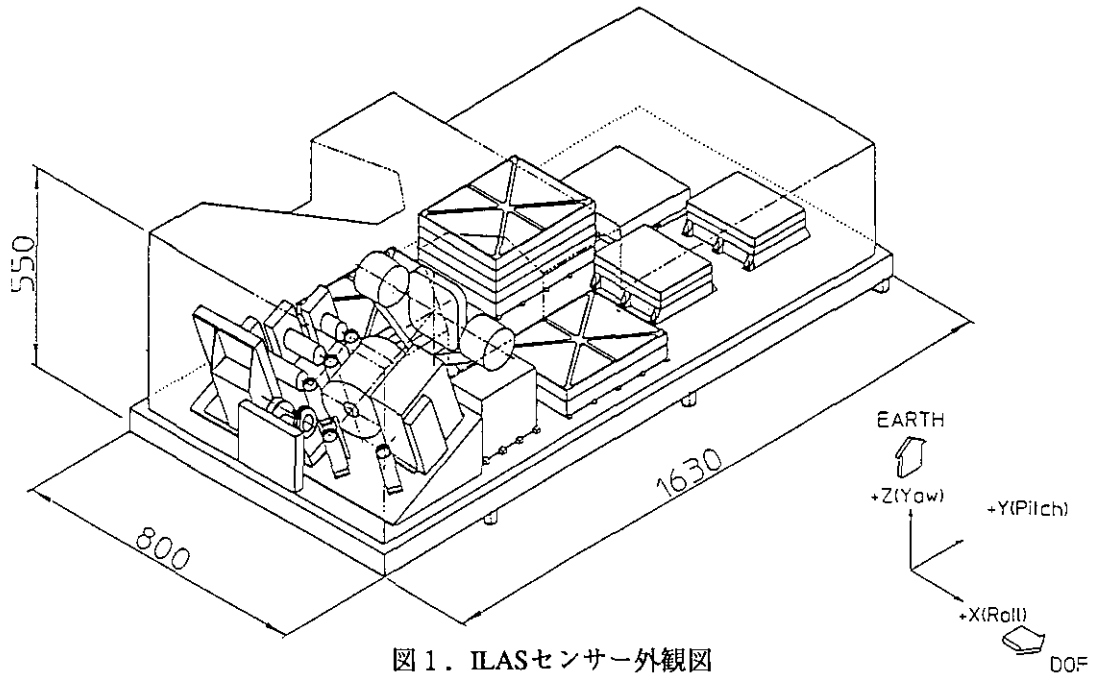 550
800
1630
EARTH
+Z(Yaw)
+Y(Pitch)
+X(Roll)
DOF
図1. ILASセンサー外観図